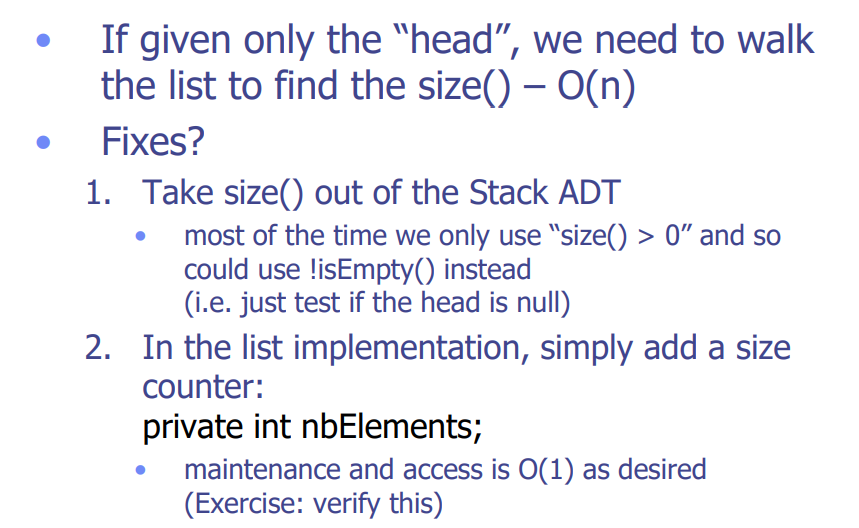 • If given only the “head”, we need to walk
the list to find the size() – O(n)
• Fixes?
1. Take size() out of the Stack ADT
• most of the time we only use “size() > 0” and so
could use !isEmpty() instead
(i.e. just test if the head is null)
2. In the list implementation, simply add a size
counter:
private int nbElements;
• maintenance and access is O(1) as desired
(Exercise: verify this)